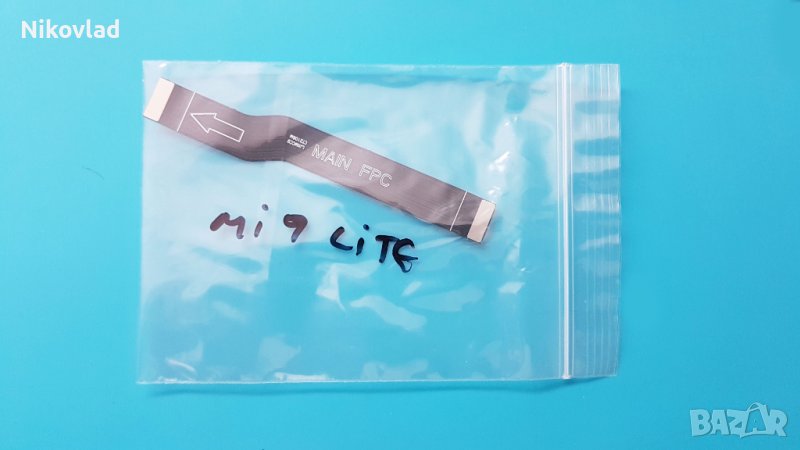 Nikovlad
MAIN FPC
Mi 9 LiTE
BAZAR